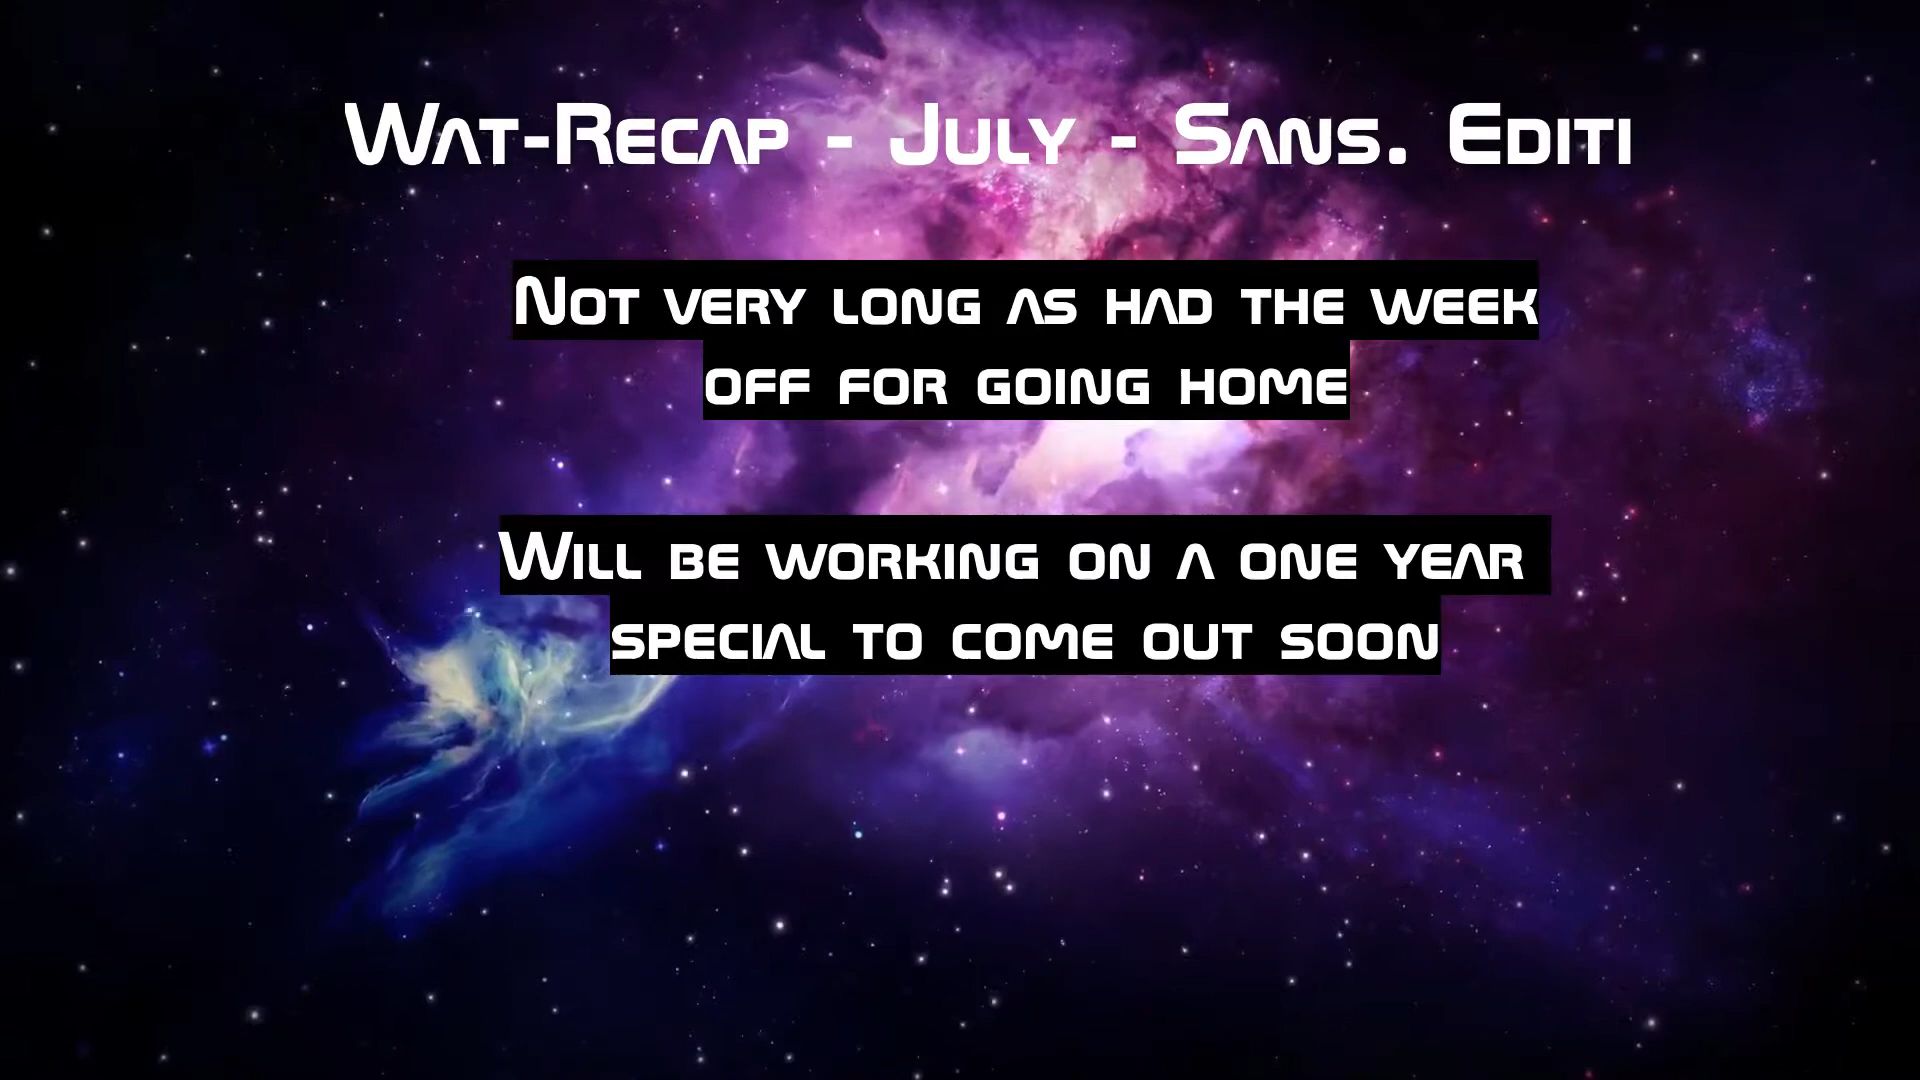 Wat-Recap - July - Sans. Editi
Not very long as had the week
off for going home
Will be working on a one year
special to come out soon